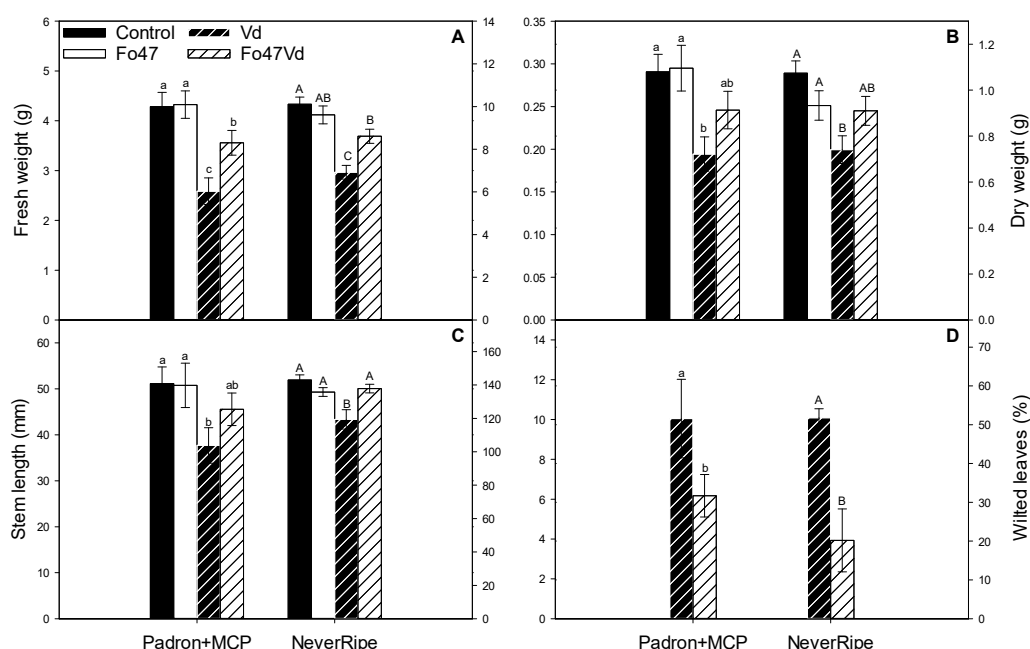 Control
Vd
Fo47
Fo47Vd
A
Fresh weight (g)
6
5
4
3
2
1
0
14
12
10
8
6
4
2
0
a
a
c
b
A
AB
C
B
B
0.35
0.30
0.25
0.20
0.15
0.10
0.05
0.00
1.2
1.0
0.8
0.6
0.4
0.2
0.0
Dry weight (g)
a
a
b
ab
A
A
B
AB
C
Stem length (mm)
60
50
40
30
20
10
0
160
140
120
100
80
60
40
20
0
a
a
b
ab
A
A
B
A
Padron+MCP
NeverRipe
D
14
12
10
8
6
4
2
0
70
60
50
40
30
20
10
0
Wilted leaves (%)
a
b
A
B
Padron+MCP
NeverRipe